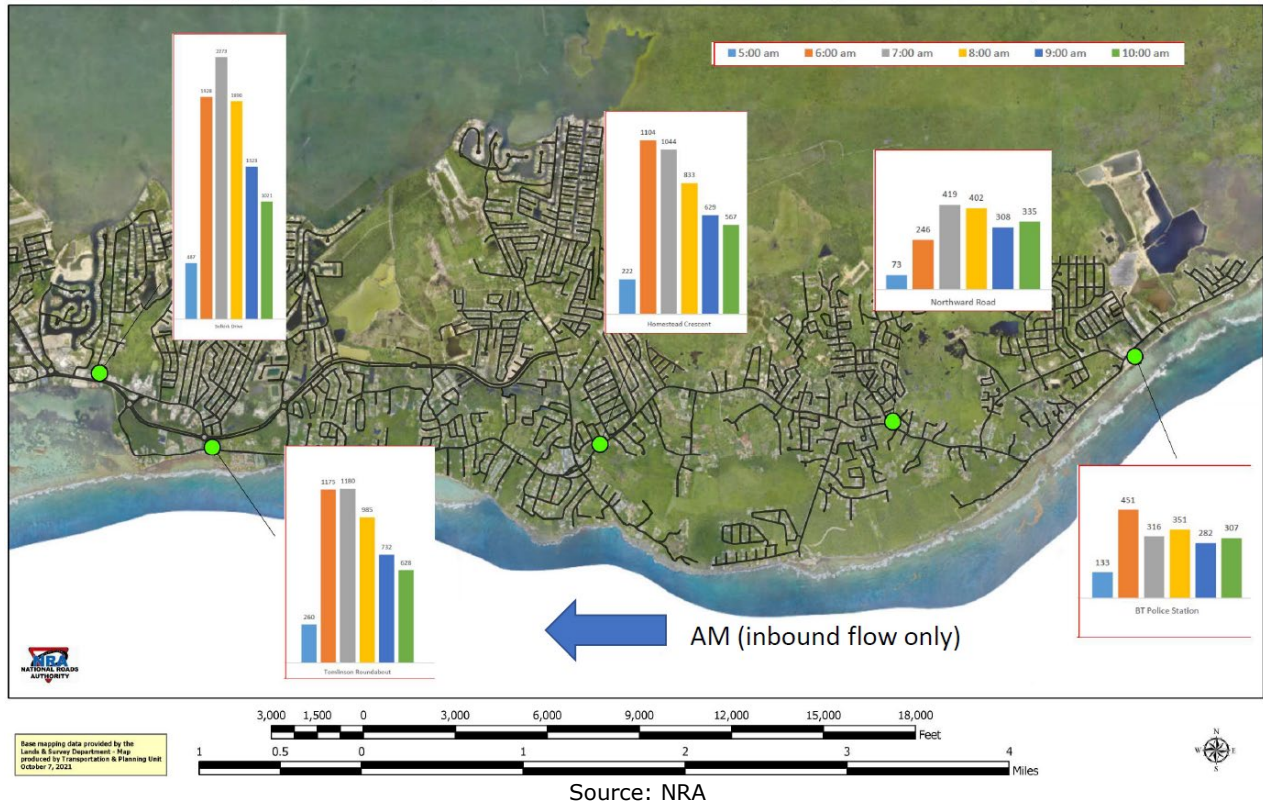 5:00 am 6:00 am 7:00 am 8:00 am 9:00 am 10:00 am
1890
1021
1104
1044
833
629
567
222
Homestead Crescent
419
402
335
308
246
73
Northward Road
1175 1180
985
732
628
260
Tomlinson Roundabout
451
351
316
307
282
133
BT Police Station
AM (inbound flow only)
NRA
NATIONAL ROADS
AUTHORITY
3,000 1,500 0 3,000 6,000 9,000 12,000 15,000 18,000
Feet
1 0.5 0 1 2 3 4
Miles
Base mapping data provided by the
Lands & Survey Department - Map
produced by Transportation & Planning Unit
October 7, 2021
N
W E
S
Source: NRA